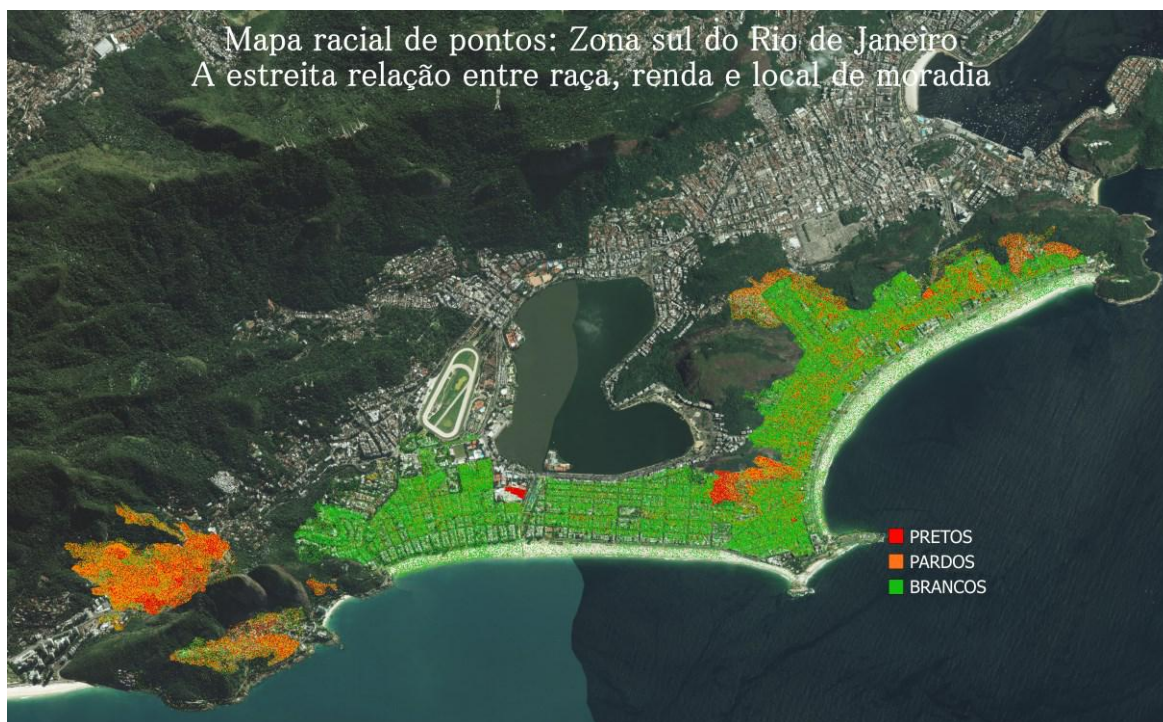 Mapa racial de pontos: Zona sul do Rio de Janeiro
A estreita relação entre raça, renda e local de moradia
PRETOS
PARDOS
BRANCOS